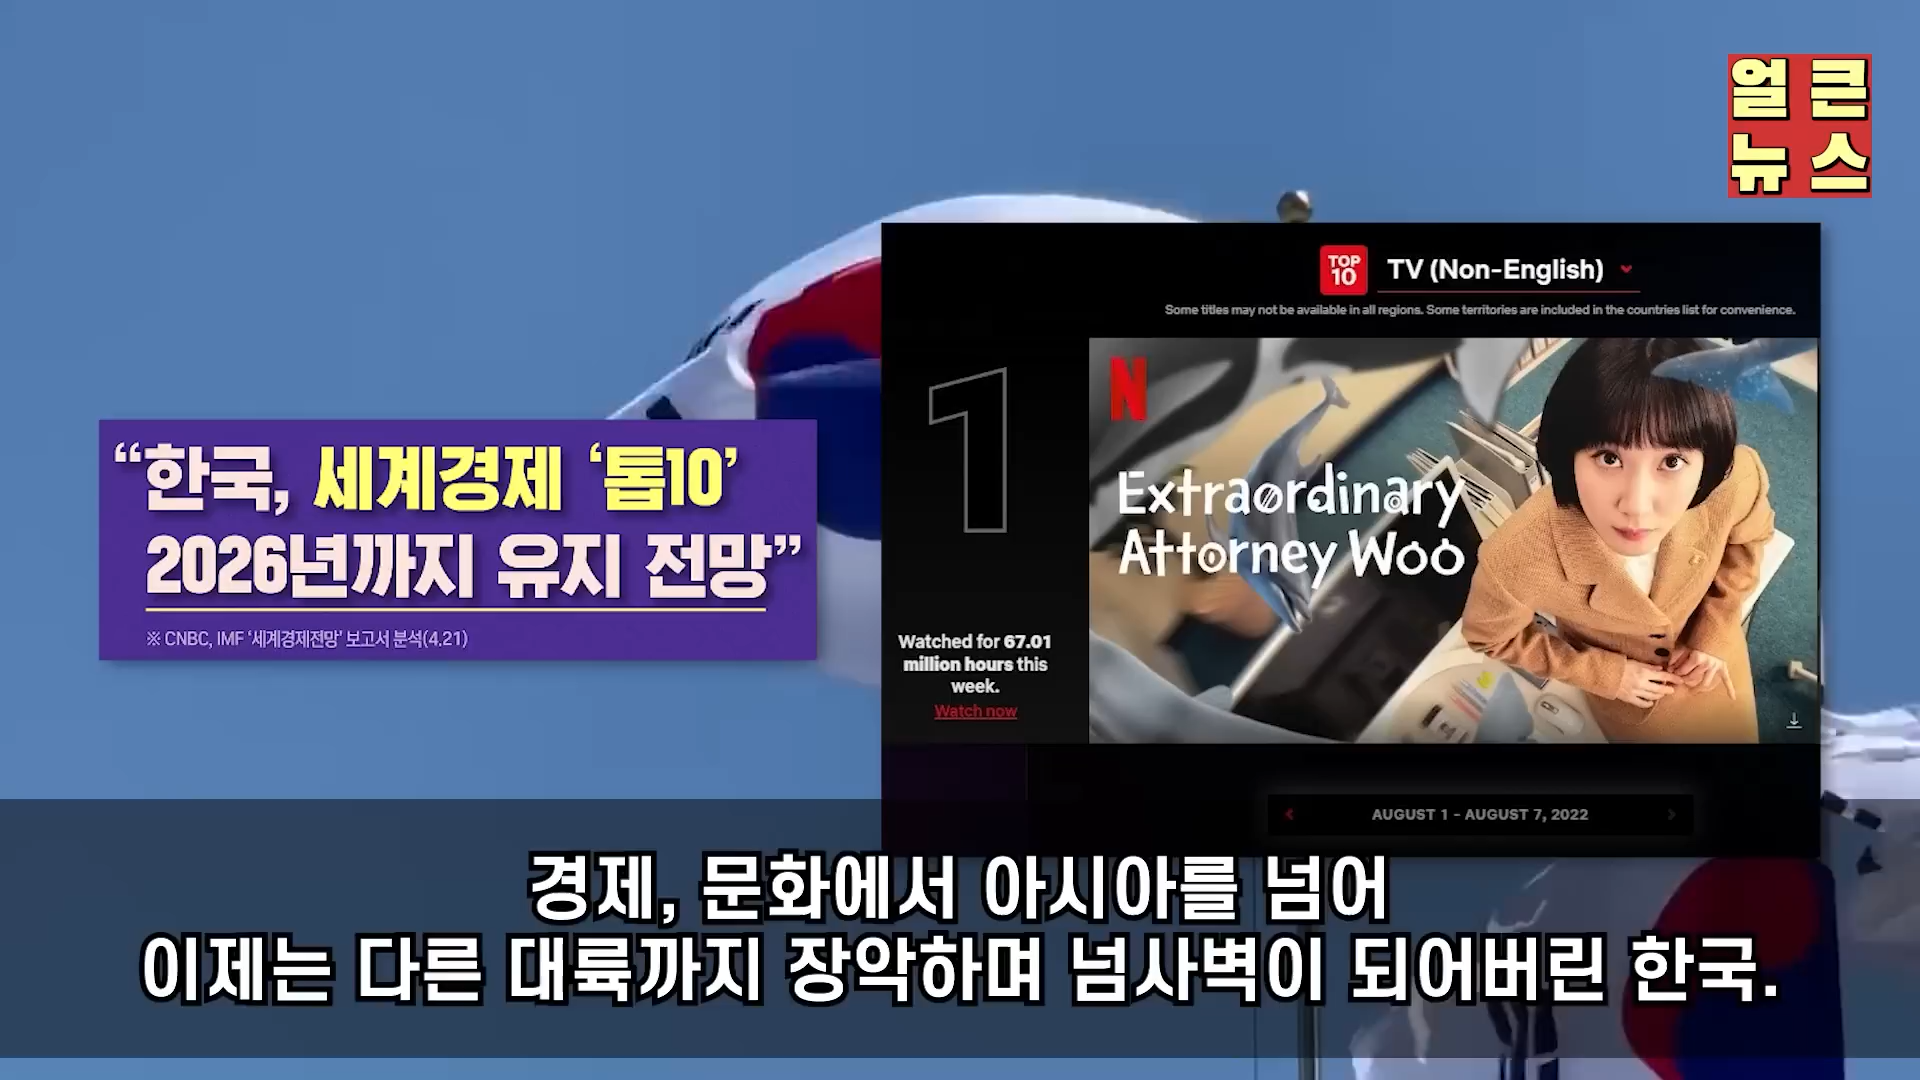 얼큰
뉴스
TOP
10
TV (Non-English)
Some titles may not be available in all regions. Some territories are included in the countries list for convenience.
1
N
Extraordinary
Attorney Woo
“한국, 세계경제 ‘톱10’
2026년까지 유지 전망”
※ CNBC, IMF ‘세계경제전망’ 보고서 분석(4.21)
Watched for 67.01
million hours this
week.
Watch now
AUGUST 1 - AUGUST 7, 2022
경제, 문화에서 아시아를 넘어
이제는 다른 대륙까지 장악하며 넘사벽이 되어버린 한국.